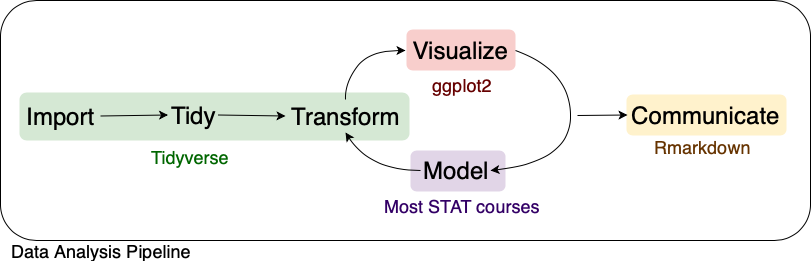 Visualize
ggplot2
Import
Tidy
Transform
Tidyverse
Communicate
Rmarkdown
Model
Most STAT courses
Data Analysis Pipeline